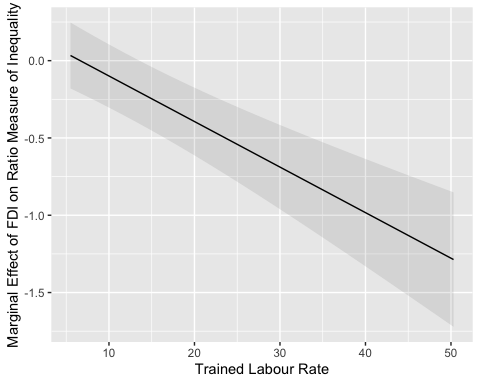 Marginal Effect of FDI on Ratio Measure of Inequality
0.0
-0.5
-1.0
-1.5
10 20 30 40 50
Trained Labour Rate